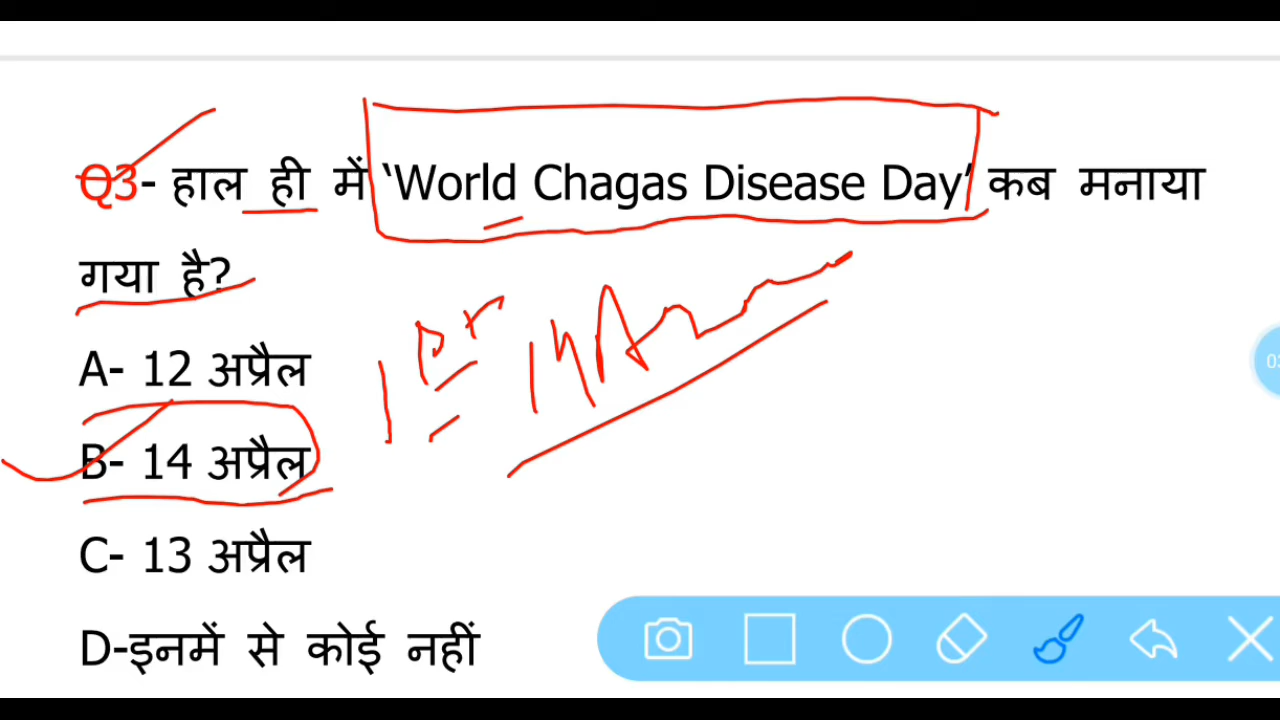 Q3- हाल ही में ‘World Chagas Disease Day’ कब मनाया
गया है?
A- 12 अप्रैल
B- 14 अप्रैल
C- 13 अप्रैल
D-इनमें से कोई नहीं